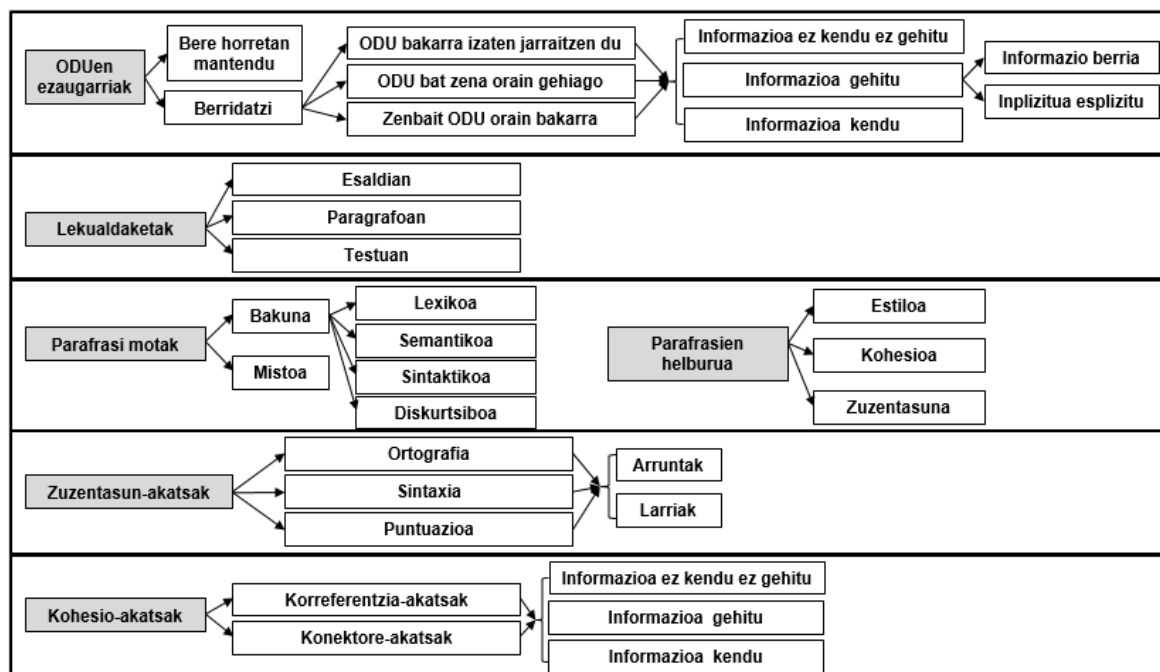 ODUen
ezaugarriak
Bere horretan
mantendu
Berridatzi
ODU bakarra izaten jarraitzen du
ODU bat zena orain gehiago
Zenbait ODU orain bakarra
Informazioa ez kendu ez gehitu
Informazioa gehitu
Informazioa kendu
Informazio berria
Inplizitua esplizitu
Lekualdaketak
Esaldian
Paragrafoan
Testuan
Parafrasi motak
Bakuna
Mistoa
Lexikoa
Semantikoa
Sintaktikoa
Diskurtsiboa
Parafrasien
helburua
Estiloa
Kohesioa
Zuzentasuna
Zuzentasun-akatsak
Ortografia
Sintaxia
Puntuazioa
Arruntak
Larriak
Kohesio-akatsak
Korreferentzia-akatsak
Konektore-akatsak
Informazioa ez kendu ez gehitu
Informazioa gehitu
Informazioa kendu